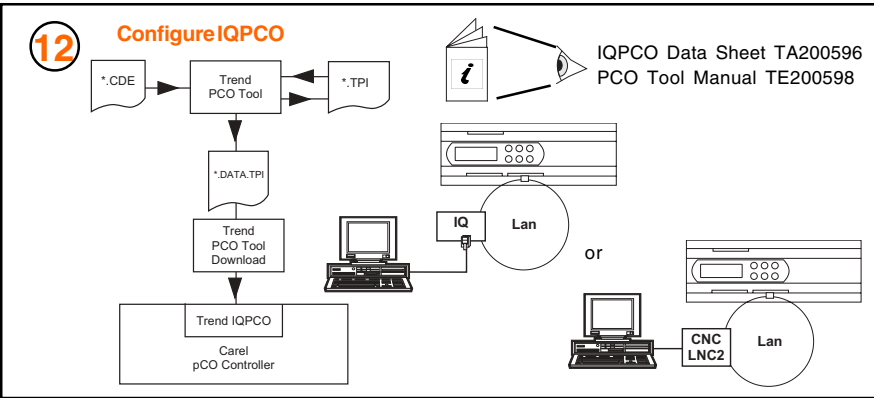 12
Configure IQPCO
*.CDE
Trend
PCO Tool
*.TPI
i
IQPCO Data Sheet TA200596
PCO Tool Manual TE200598
*.DATA.TPI
Trend
PCO Tool
Download
Trend IQPCO
Carel
pCO Controller
IQ
Lan
or
CNC
LNC2
Lan